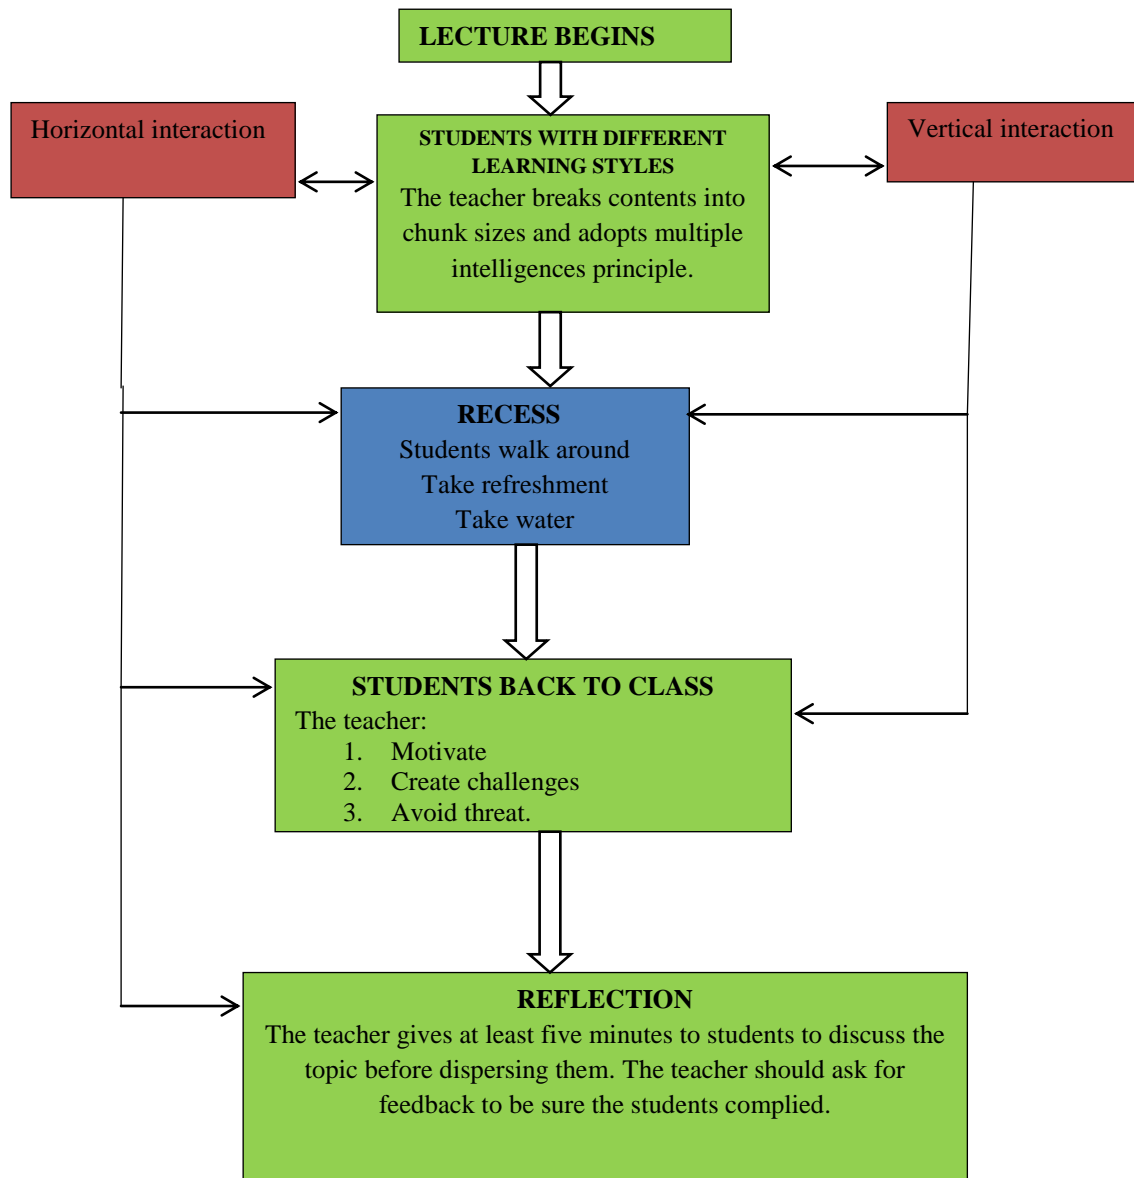 LECTURE BEGINS
Horizontal interaction
STUDENTS WITH DIFFERENT
LEARNING STYLES
The teacher breaks contents into
chunk sizes and adopts multiple
intelligences principle.
Vertical interaction
RECESS
Students walk around
Take refreshment
Take water
STUDENTS BACK TO CLASS
The teacher:
1. Motivate
2. Create challenges
3. Avoid threat.
REFLECTION
The teacher gives at least five minutes to students to discuss the
topic before dispersing them. The teacher should ask for
feedback to be sure the students complied.